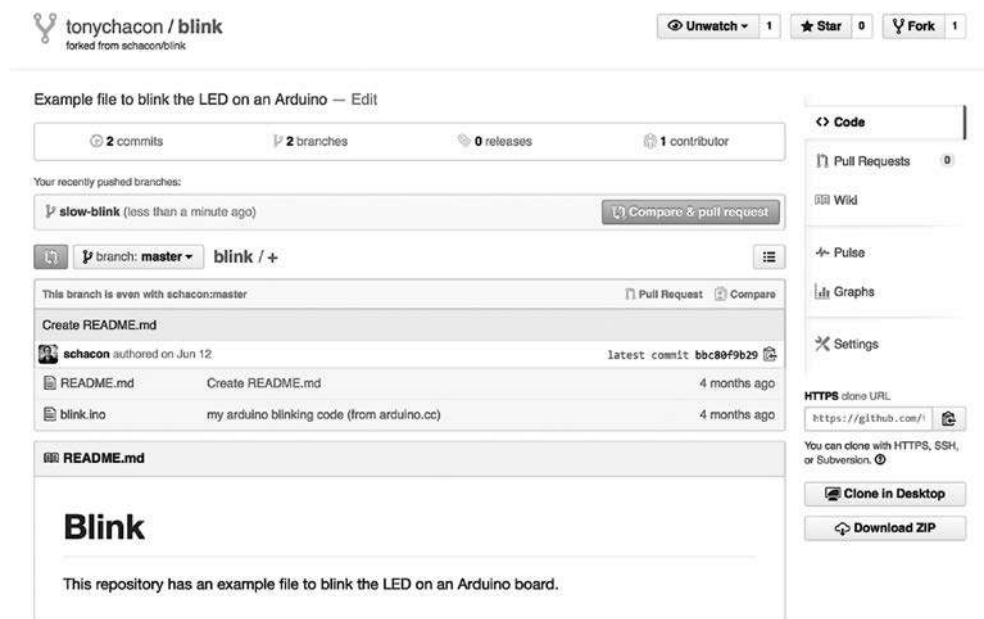 tonychacon / blink
forked from schacon/blink
Unwatch 1 Star 0 Fork 1
Example file to blink the LED on an Arduino — Edit
2 commits 2 branches 0 releases 1 contributor
Your recently pushed branches:
slow-blink (less than a minute ago) Compare & pull request
branch: master blink / +
This branch is even with schacon:master Pull Request Compare
Create README.md
schacon authored on Jun 12 latest commit bbc80f9b29
README.md Create README.md 4 months ago
blink.ino my arduino blinking code (from arduino.cc) 4 months ago
README.md
Blink
This repository has an example file to blink the LED on an Arduino board.
Code
Pull Requests 0
Wiki
Pulse
Graphs
Settings
HTTPS clone URL
https://github.com/
You can clone with HTTPS, SSH,
or Subversion.
Clone in Desktop
Download ZIP